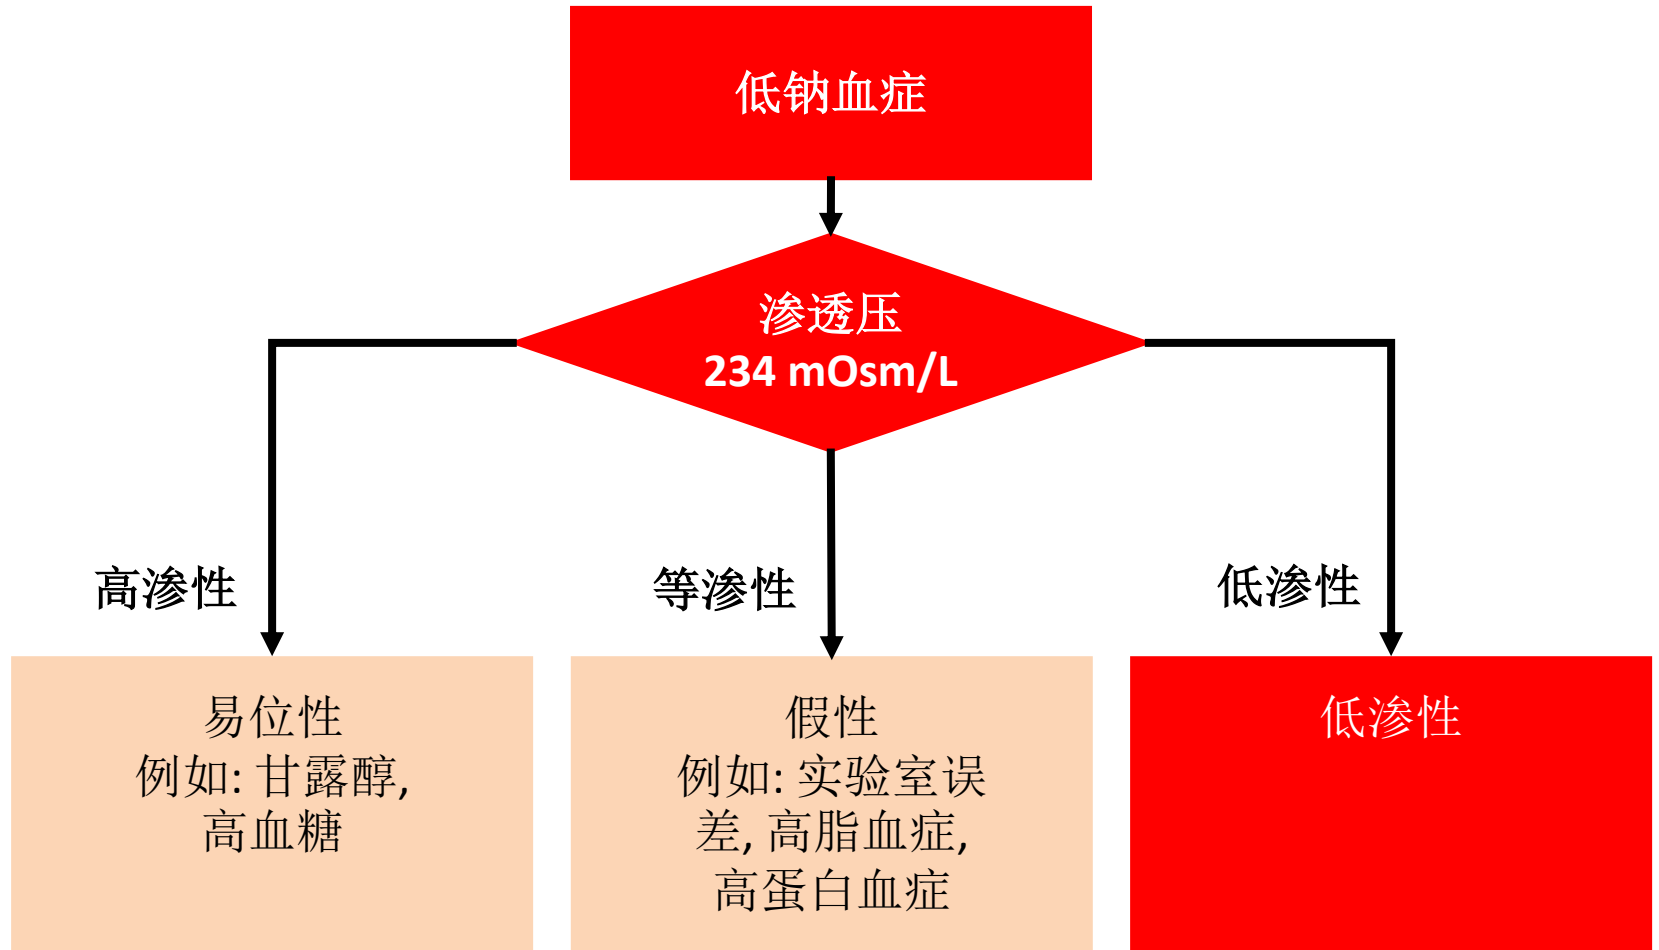 低钠血症
渗透压
234 mOsm/L
高渗性
等渗性
低渗性
易位性
例如: 甘露醇,
高血糖
假性
例如: 实验室误
差, 高脂血症,
高蛋白血症
低渗性